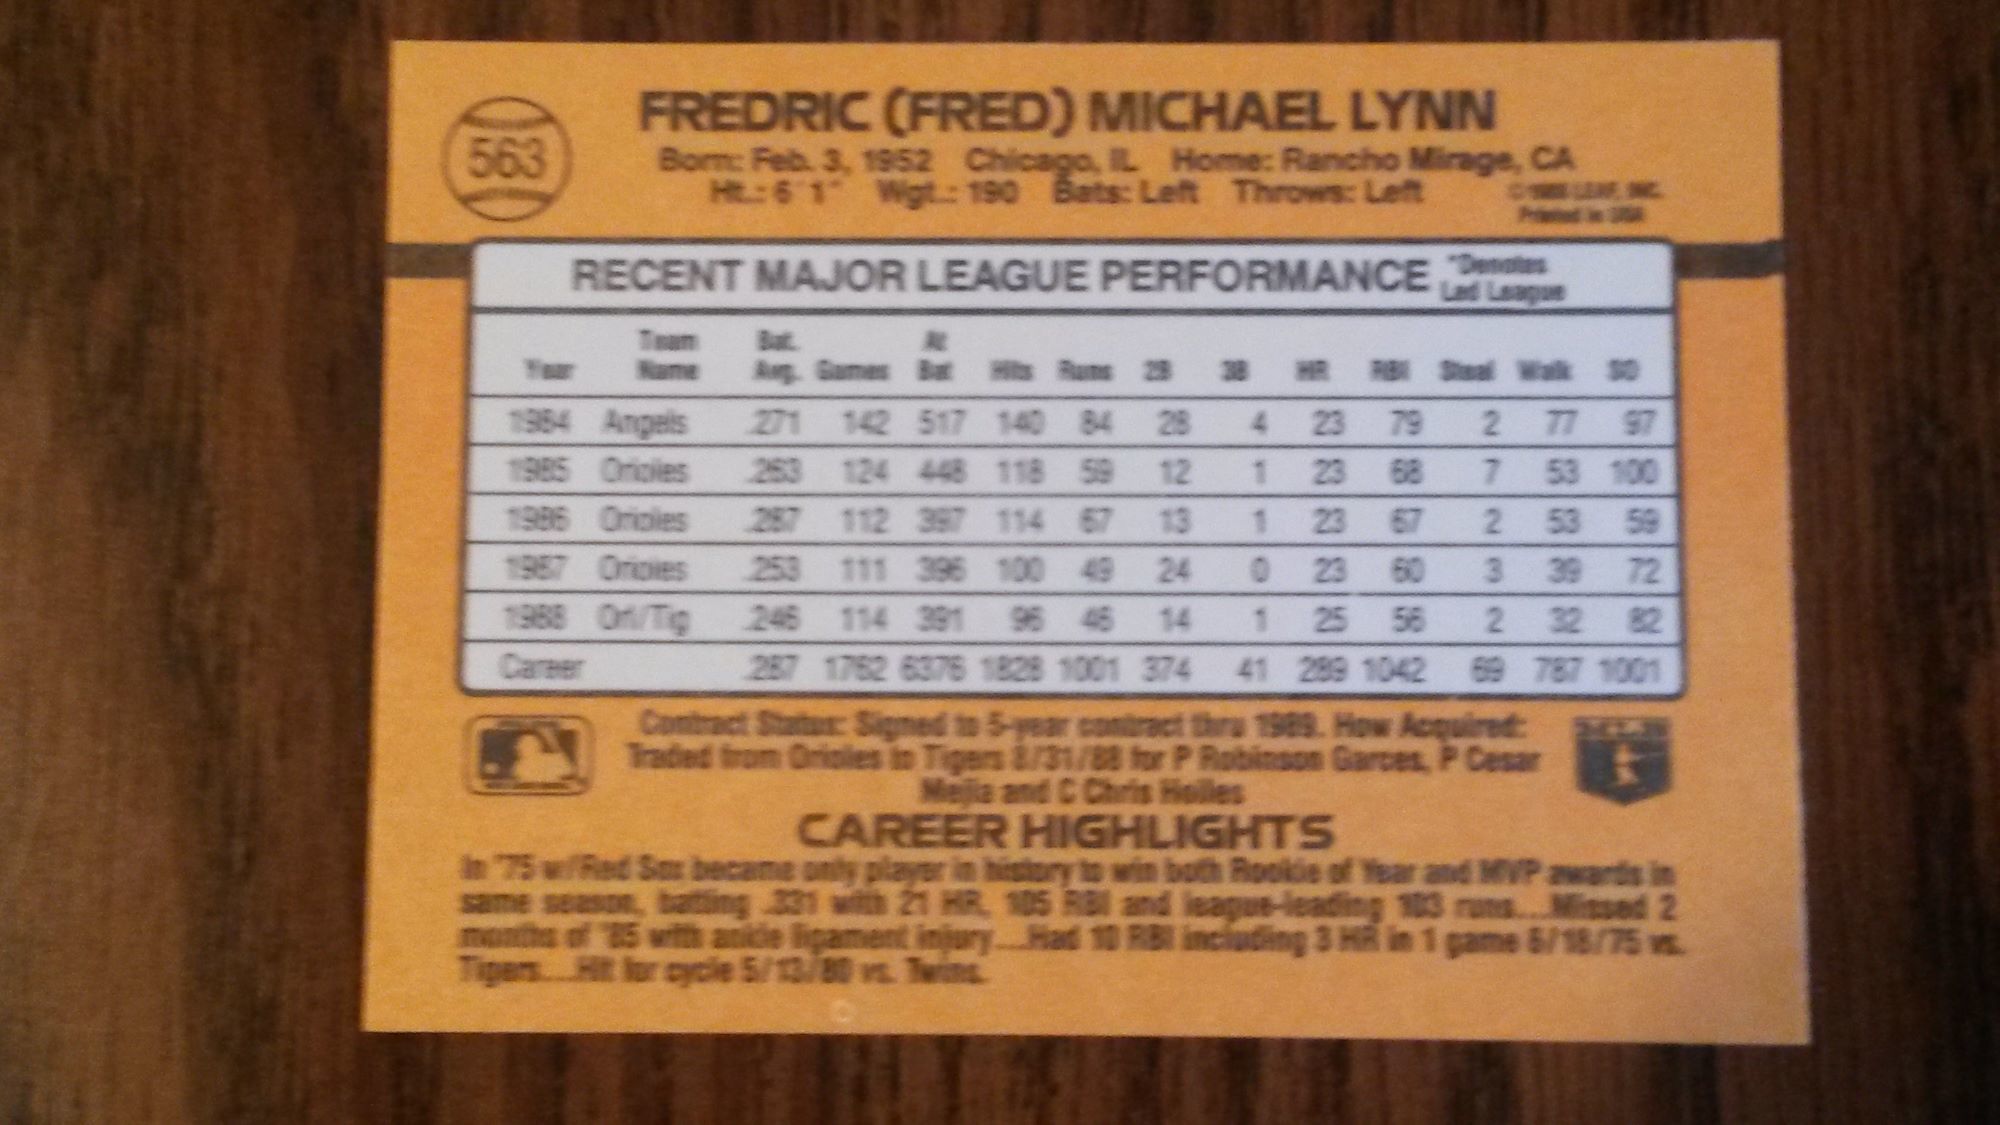 563
FREDRIC (FRED) MICHAEL LYNN
Born: Feb. 3, 1952 Chicago, IL Home: Rancho Mirage, CA
Ht.: 6'1" Wgt.: 190 Bats: Left Throws: Left
LEAF, INC.
Printed in USA
RECENT MAJOR LEAGUE PERFORMANCE
*Denotes
Led League
Year Team Name Bat. Avg. Games At Bat Hits Runs 2B 3B HR RBI Steal Walk SO
1984 Angels .271 142 517 140 84 28 4 23 79 2 77 97
1985 Orioles .263 124 448 118 59 12 1 23 68 7 53 100
1986 Orioles .287 112 397 114 67 13 1 23 67 2 53 59
1987 Orioles .253 111 396 100 49 24 0 23 60 3 39 72
1988 Orl/Tig .246 114 391 96 46 14 1 25 56 2 32 82
Career .287 1762 6376 1828 1001 374 41 289 1042 69 787 1001
Contract Status: Signed to 5-year contract thru 1989. How Acquired:
Traded from Orioles to Tigers 8/31/88 for P Robinson Garces, P Cesar
Mejia and C Chris Hoiles
CAREER HIGHLIGHTS
In '75 w/Red Sox became only player in history to win both Rookie of Year and MVP awards in
same season, batting .331 with 21 HR, 105 RBI and league-leading 103 runs....Missed 2
months of '85 with ankle ligament injury....Had 10 RBI including 3 HR in 1 game 6/18/75 vs.
Tigers....Hit for cycle 5/13/80 vs. Twins.